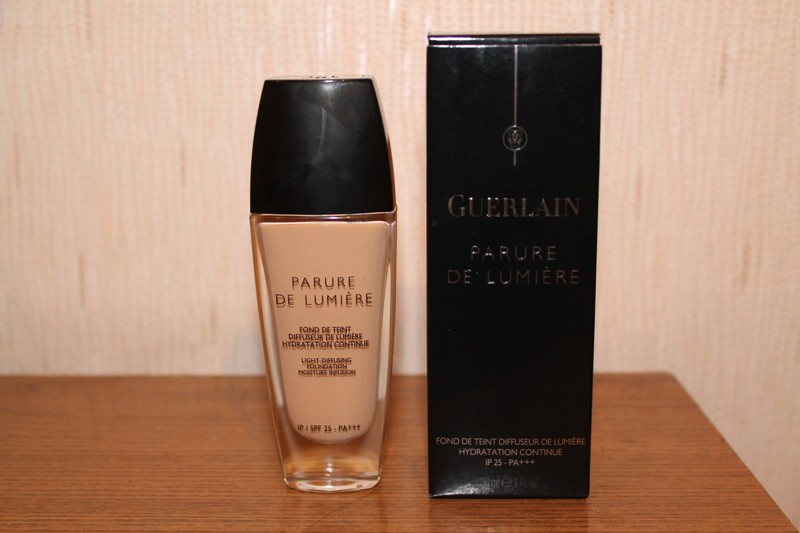 PARURE
DE LUMIÈRE
FOND DE TEINT
DIFFUSEUR DE LUMIÈRE
HYDRATATION CONTINUE
LIGHT-DIFFUSING
FOUNDATION
MOISTURE INFUSION
IP / SPF 25 - PA+++
GUERLAIN
PARURE
DE LUMIÈRE
FOND DE TEINT DIFFUSEUR DE LUMIÈRE
HYDRATATION CONTINUE
IP 25 - PA+++